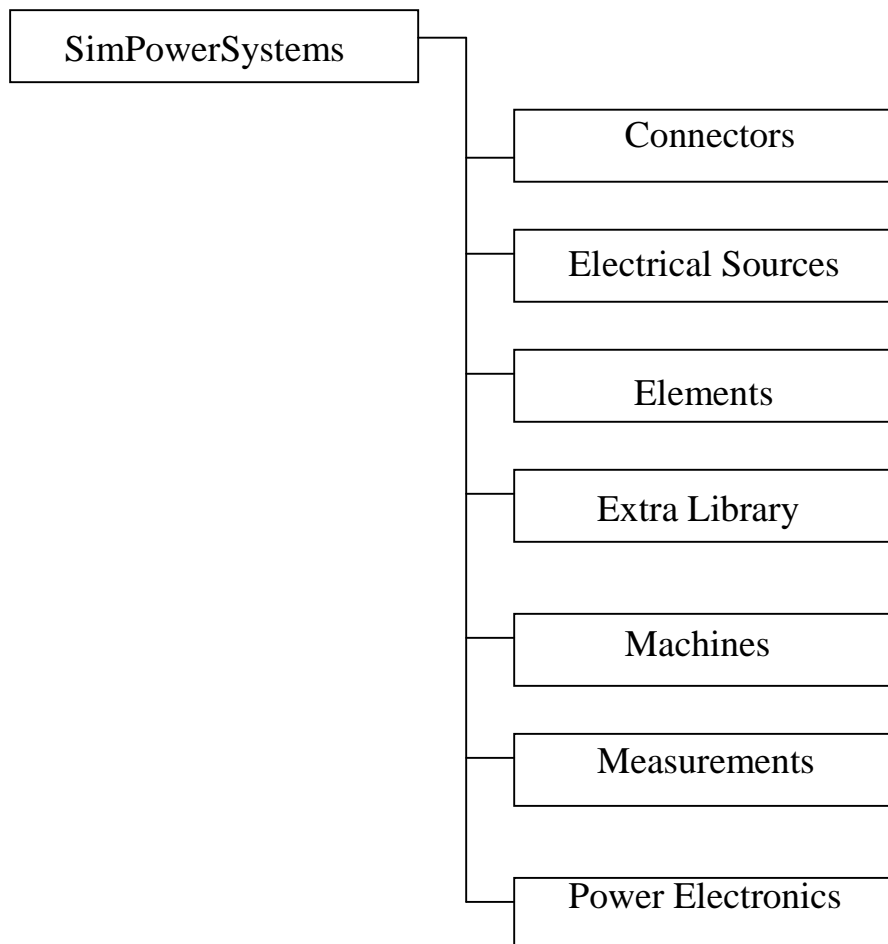 SimPowerSystems
Connectors
Electrical Sources
Elements
Extra Library
Machines
Measurements
Power Electronics